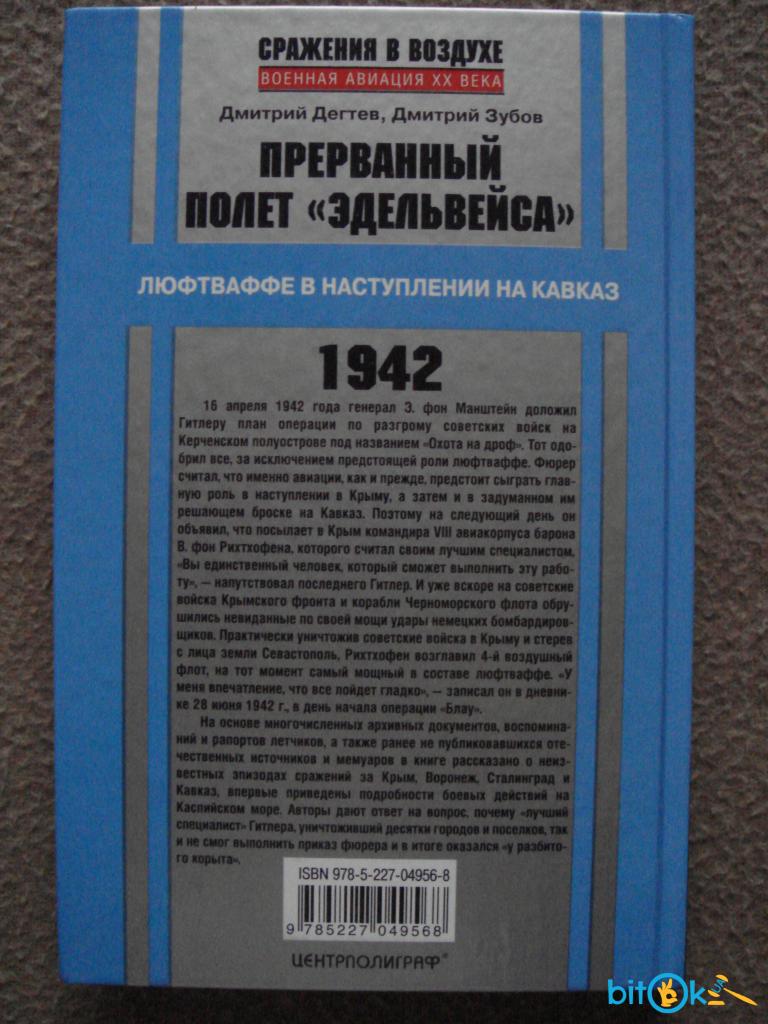 СРАЖЕНИЯ В ВОЗДУХЕ
ВОЕННАЯ АВИАЦИЯ XX ВЕКА
Дмитрий Дегтев, Дмитрий Зубов
ПРЕРВАННЫЙ
ПОЛЕТ «ЭДЕЛЬВЕЙСА»
ЛЮФТВАФФЕ В НАСТУПЛЕНИИ НА КАВКАЗ
1942
16 апреля 1942 года генерал Э. фон Манштейн доложил
Гитлеру план операции по разгрому советских войск на
Керченском полуострове под названием «Охота на дроф». Тот одо-
брил все, за исключением предстоящей роли люфтваффе. Фюрер
считал, что именно авиации, как и прежде, предстоит сыграть глав-
ную роль в наступлении в Крыму, а затем и в задуманном им
решающем броске на Кавказ. Поэтому на следующий день он
объявил, что посылает в Крым командира VIII авиакорпуса барона
В. фон Рихтхофена, которого считал своим лучшим специалистом.
«Вы единственный человек, который сможет выполнить эту рабо-
ту», — напутствовал последнего Гитлер. И уже вскоре на советские
войска Крымского фронта и корабли Черноморского флота обру-
шились невиданные по своей мощи удары немецких бомбардиров-
щиков. Практически уничтожив советские войска в Крыму и стерев
с лица земли Севастополь, Рихтхофен возглавил 4-й воздушный
флот, на тот момент самый мощный в составе люфтваффе. «У
меня впечатление, что все пойдет гладко», — записал он в дневни-
ке 28 июня 1942 г., в день начала операции «Блау».
На основе многочисленных архивных документов, воспомина-
ний и рапортов летчиков, а также ранее не публиковавшихся оте-
чественных источников и мемуаров в книге рассказано о неиз-
вестных эпизодах сражений за Крым, Воронеж, Сталинград и
Кавказ, впервые приведены подробности боевых действий на
Каспийском море. Авторы дают ответ на вопрос, почему «лучший
специалист» Гитлера, уничтоживший десятки городов и поселков, так
и не смог выполнить приказ фюрера и в итоге оказался «у разбито-
го корыта».
ISBN 978-5-227-04956-8
9 785227 049568
ЦЕНТРПОЛИГРАФ®
bitOk UA